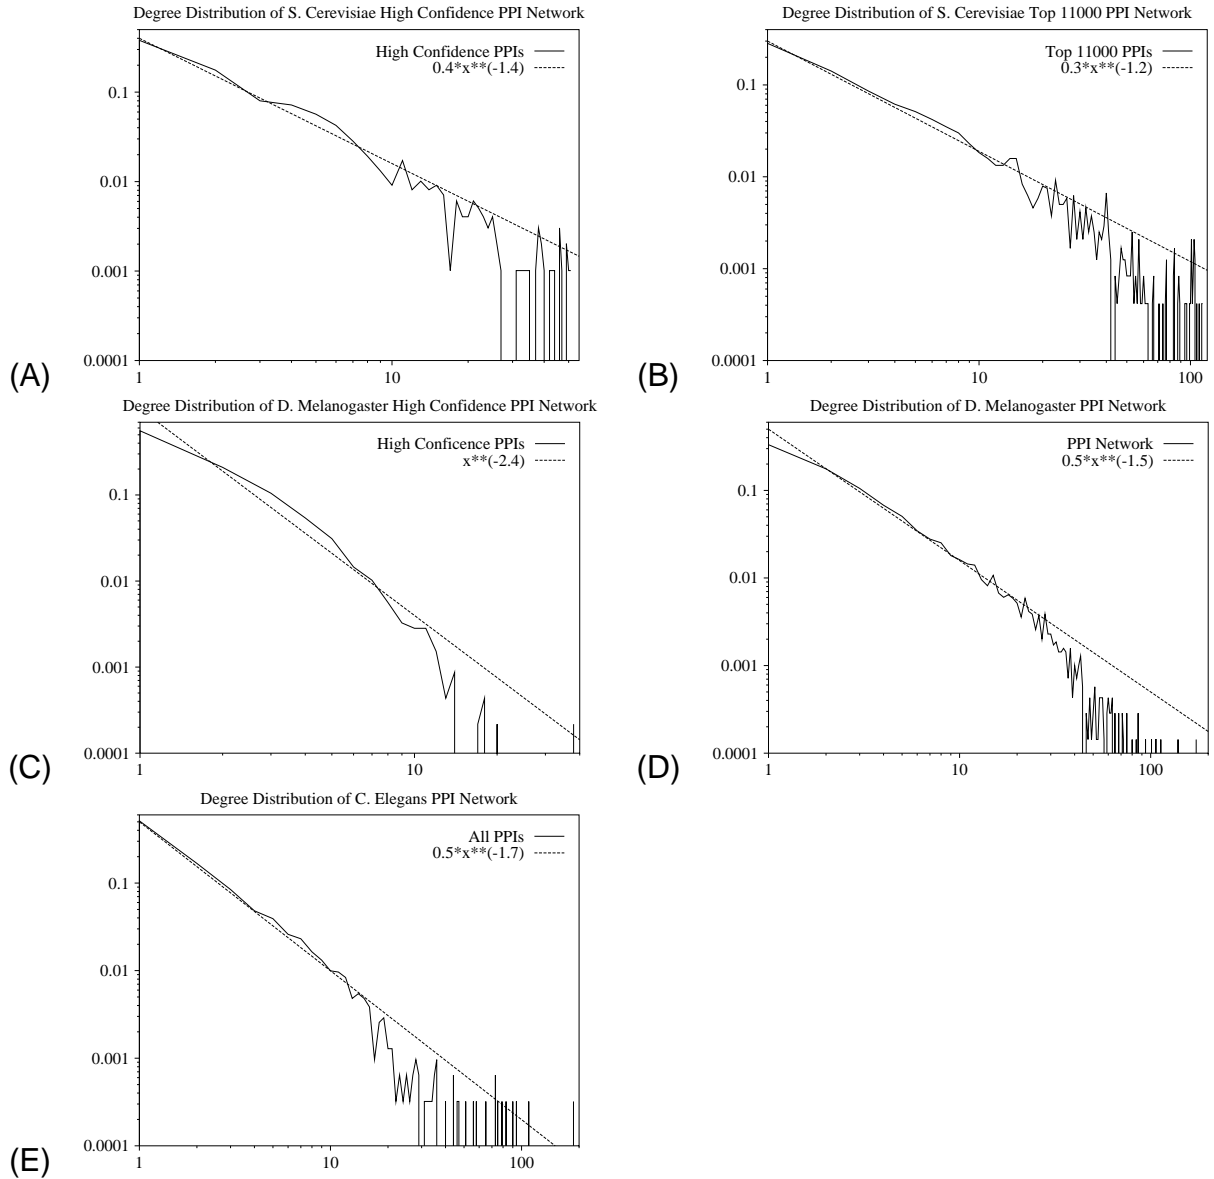 Degree Distribution of S. Cerevisiae High Confidence PPI Network
High Confidence PPIs
0.4*x**(-1.4)
0.1
0.01
0.001
0.0001
1
10
(A)
Degree Distribution of S. Cerevisiae Top 11000 PPI Network
Top 11000 PPIs
0.3*x**(-1.2)
0.1
0.01
0.001
0.0001
1
10
100
(B)
Degree Distribution of D. Melanogaster High Confidence PPI Network
High Conficence PPIs
x**(-2.4)
0.1
0.01
0.001
0.0001
1
10
(C)
Degree Distribution of D. Melanogaster PPI Network
PPI Network
0.5*x**(-1.5)
0.1
0.01
0.001
0.0001
1
10
100
(D)
Degree Distribution of C. Elegans PPI Network
All PPIs
0.5*x**(-1.7)
0.1
0.01
0.001
0.0001
1
10
100
(E)